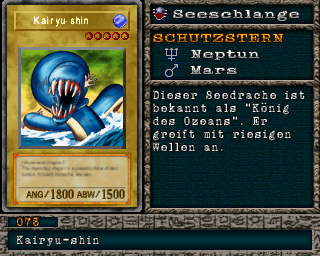 Kairyu-shin
Seeschlange
SCHUTZSTERN
Neptun
Mars
Dieser Seedrache ist
bekannt als "König
des Ozeans". Er
greift mit riesigen
Wellen an.
ANG/1800 ABW/1500
073
Kairyu-shin